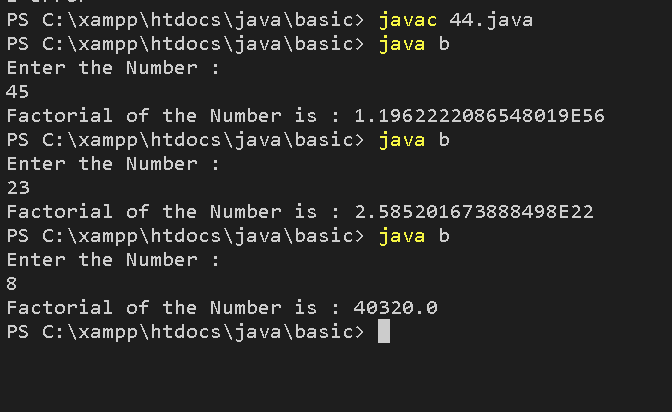 PS C:\xampp\htdocs\java\basic> javac 44.java
PS C:\xampp\htdocs\java\basic> java b
Enter the Number :
45
Factorial of the Number is : 1.1962222086548019E56
PS C:\xampp\htdocs\java\basic> java b
Enter the Number :
23
Factorial of the Number is : 2.585201673888498E22
PS C:\xampp\htdocs\java\basic> java b
Enter the Number :
8
Factorial of the Number is : 40320.0
PS C:\xampp\htdocs\java\basic>